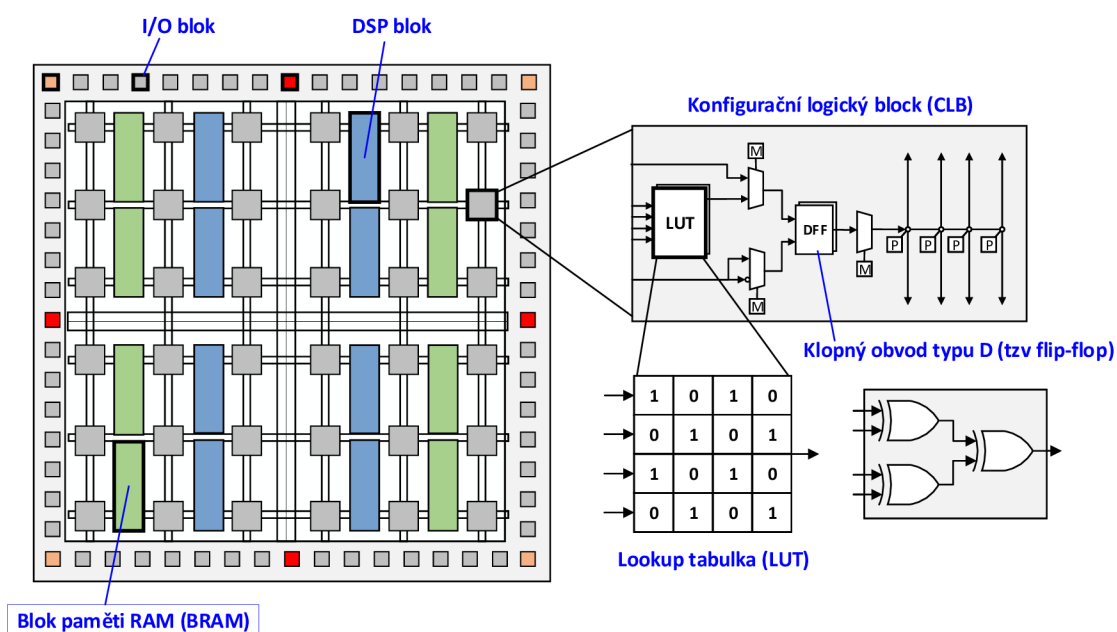 I/O blok
DSP blok
Konfigurační logický block (CLB)
M
LUT
DFF
P
P
P
P
M
M
Klopný obvod typu D (tzv flip-flop)
1 0 1 0
0 1 0 1
1 0 1 0
0 1 0 1
Lookup tabulka (LUT)
Blok paměti RAM (BRAM)